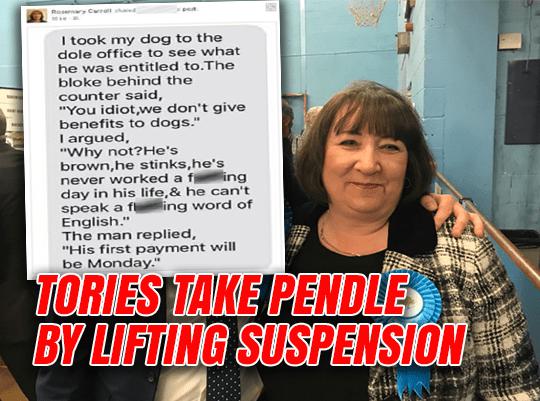 Rosemary Carroll shared post.
I took my dog to the
dole office to see what
he was entitled to.The
bloke behind the
counter said,
"You idiot,we don't give
benefits to dogs."
I argued,
"Why not?He's
brown,he stinks,he's
never worked a f ing
day in his life,& he can't
speak a f ing word of
English."
The man replied,
"His first payment will
be Monday."
TORIES TAKE PENDLE
BY LIFTING SUSPENSION